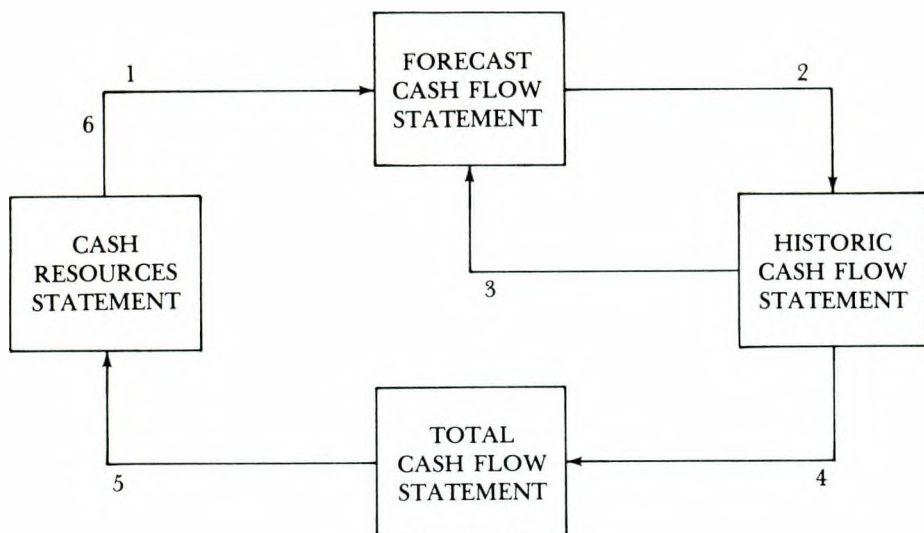 1
FORECAST
CASH FLOW
STATEMENT
2
6
CASH
RESOURCES
STATEMENT
HISTORIC
CASH FLOW
STATEMENT
3
TOTAL
CASH FLOW
STATEMENT
5
4